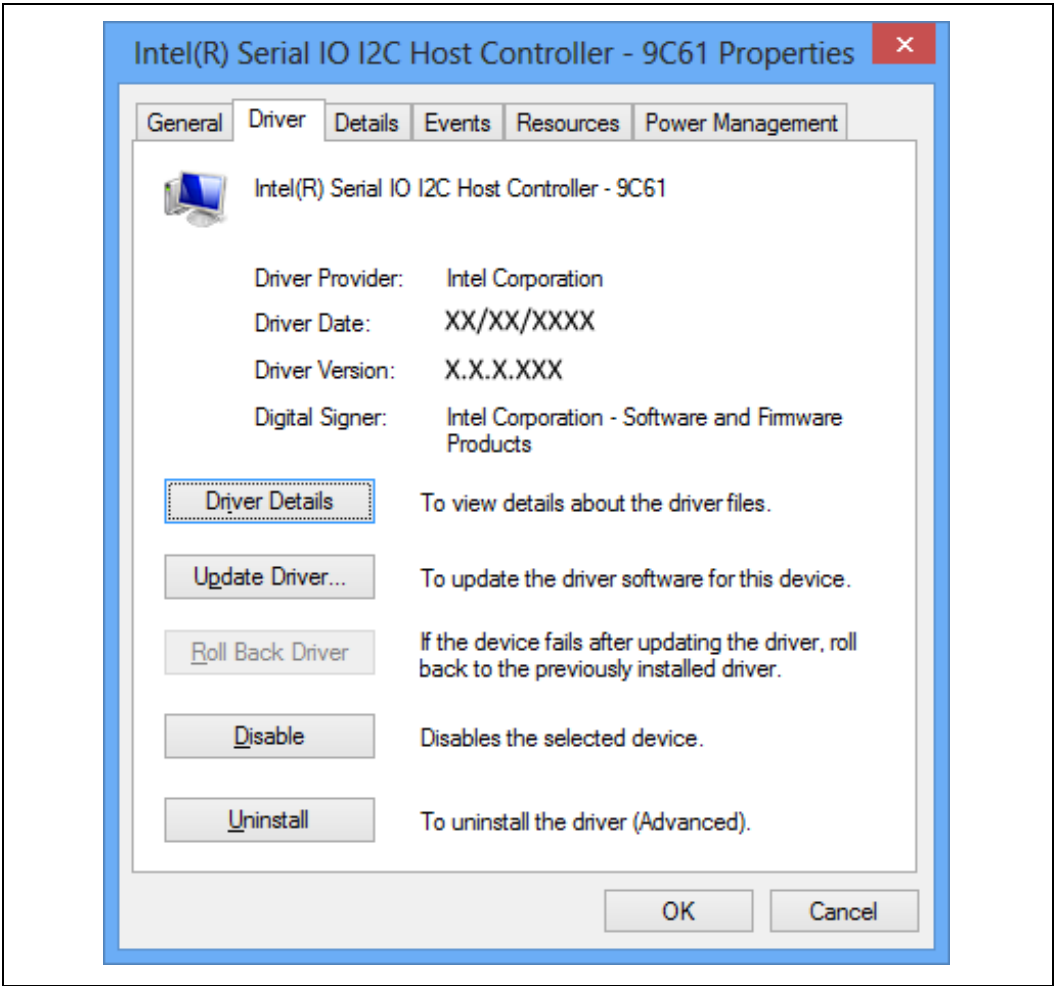 Intel(R) Serial IO I2C Host Controller - 9C61 Properties
General Driver Details Events Resources Power Management
Intel(R) Serial IO I2C Host Controller - 9C61
Driver Provider: Intel Corporation
Driver Date: XX/XX/XXXX
Driver Version: X.X.X.XXX
Digital Signer: Intel Corporation - Software and Firmware
Products
Driver Details To view details about the driver files.
Update Driver... To update the driver software for this device.
Roll Back Driver If the device fails after updating the driver, roll
back to the previously installed driver.
Disable Disables the selected device.
Uninstall To uninstall the driver (Advanced).
OK Cancel